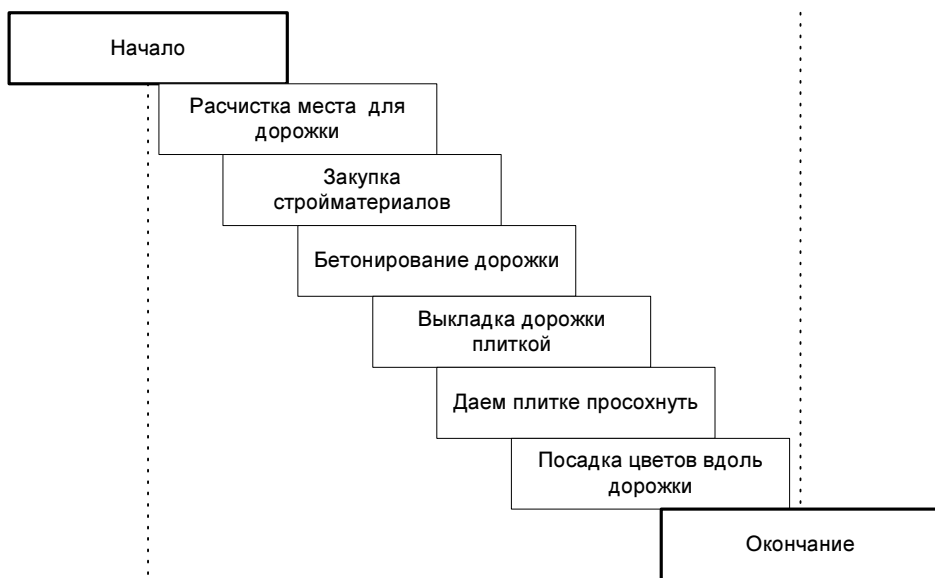 Начало
Расчистка места для
дорожки
Закупка
стройматериалов
Бетонирование дорожки
Выкладка дорожки
плиткой
Даем плитке просохнуть
Посадка цветов вдоль
дорожки
Окончание